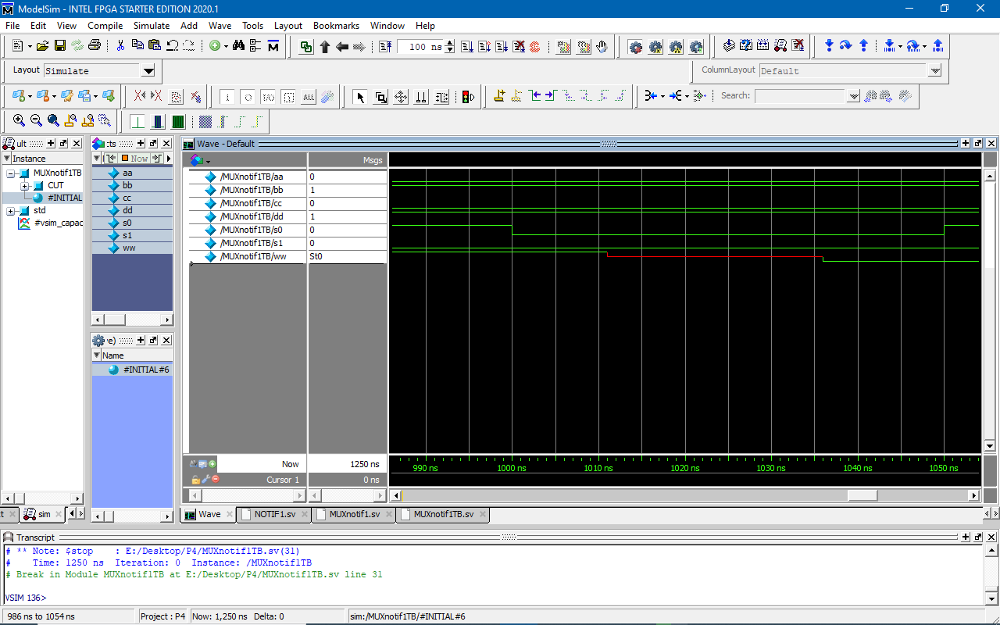 ModelSim - INTEL FPGA STARTER EDITION 2020.1
File Edit View Compile Simulate Add Wave Tools Layout Bookmarks Window Help
100 ns
Layout Simulate
ColumnLayout Default
ALL
Search:
ult
:ts
Wave - Default
Instance
Now
Msgs
MUXnotif1TB
CUT
#INITIAL
std
#vsim_capac
aa
bb
cc
dd
s0
s1
ww
/MUXnotif1TB/aa 0
/MUXnotif1TB/bb 1
/MUXnotif1TB/cc 0
/MUXnotif1TB/dd 1
/MUXnotif1TB/s0 0
/MUXnotif1TB/s1 0
/MUXnotif1TB/ww St0
Name
#INITIAL#6
Now 1250 ns
Cursor 1 0 ns
990 ns 1000 ns 1010 ns 1020 ns 1030 ns 1040 ns 1050 ns
t sim
Wave NOTIF1.sv MUXnotif1.sv MUXnotif1TB.sv
Transcript
# ** Note: $stop : E:/Desktop/P4/MUXnotif1TB.sv(31)
# Time: 1250 ns Iteration: 0 Instance: /MUXnotif1TB
# Break in Module MUXnotif1TB at E:/Desktop/P4/MUXnotif1TB.sv line 31
VSIM 136>
986 ns to 1054 ns Project : P4 Now: 1,250 ns Delta: 0 sim:/MUXnotif1TB/#INITIAL#6